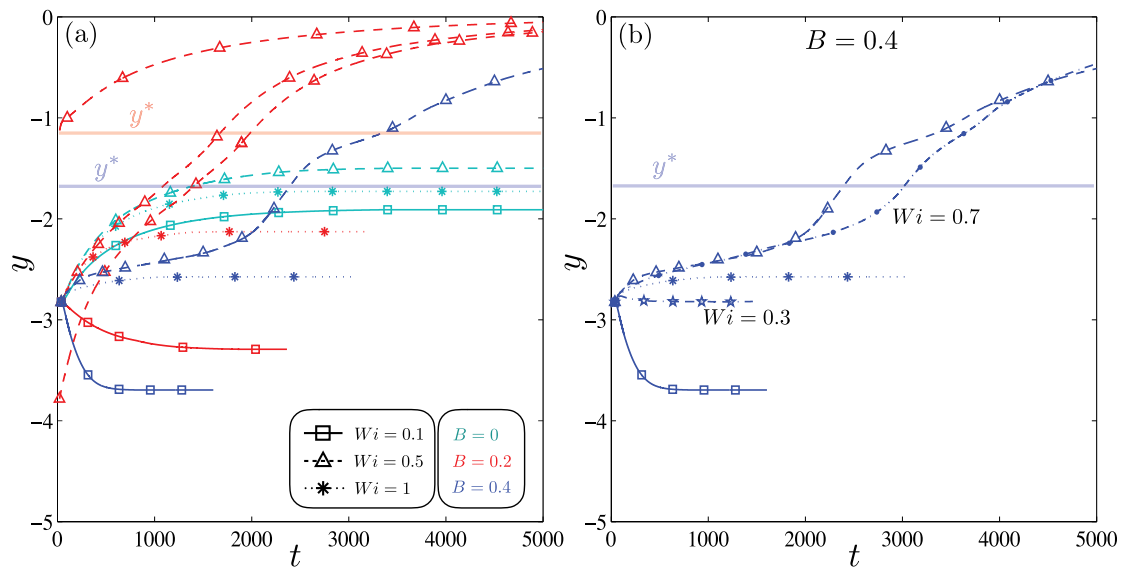 (a)
y*
y*
0
−1
−2
−3
−4
−5
y
0
1000
2000
3000
4000
5000
t
Wi = 0.1
Wi = 0.5
Wi = 1
B = 0
B = 0.2
B = 0.4
(b)
B = 0.4
y*
Wi = 0.7
Wi = 0.3
0
−1
−2
−3
−4
−5
y
0
1000
2000
3000
4000
5000
t